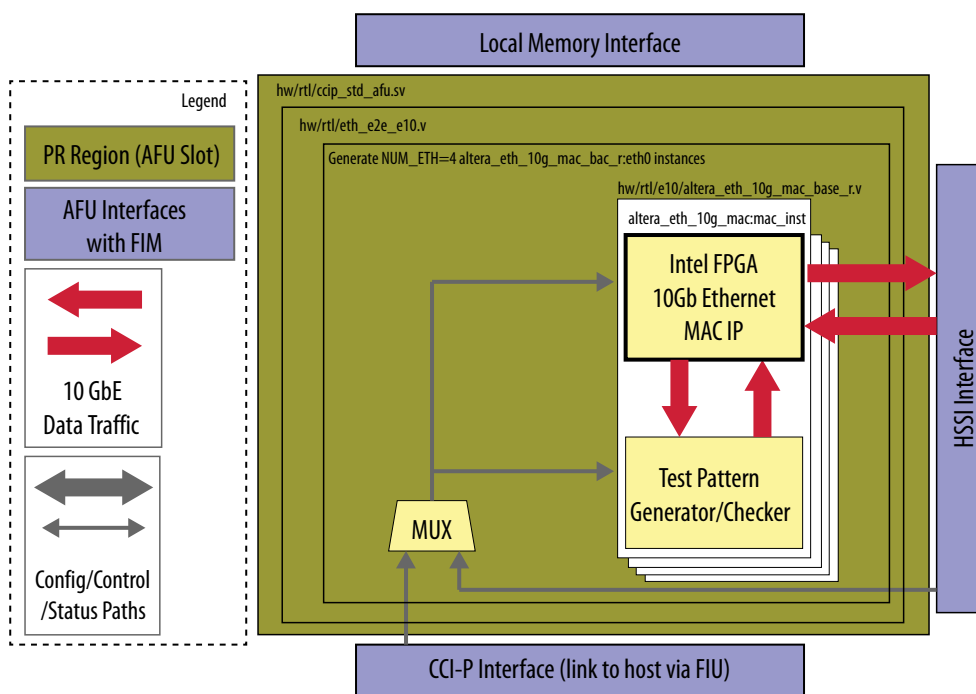 Local Memory Interface
Legend
PR Region (AFU Slot)
AFU Interfaces
with FIM
10 GbE
Data Traffic
Config/Control
/Status Paths
hw/rtl/ccip_std_afu.sv
hw/rtl/eth_e2e_e10.v
Generate NUM_ETH=4 altera_eth_10g_mac_bac_r:eth0 instances
hw/rtl/e10/altera_eth_10g_mac_base_r.v
altera_eth_10g_mac:mac_inst
Intel FPGA
10Gb Ethernet
MAC IP
Test Pattern
Generator/Checker
MUX
HSSI Interface
CCI-P Interface (link to host via FIU)